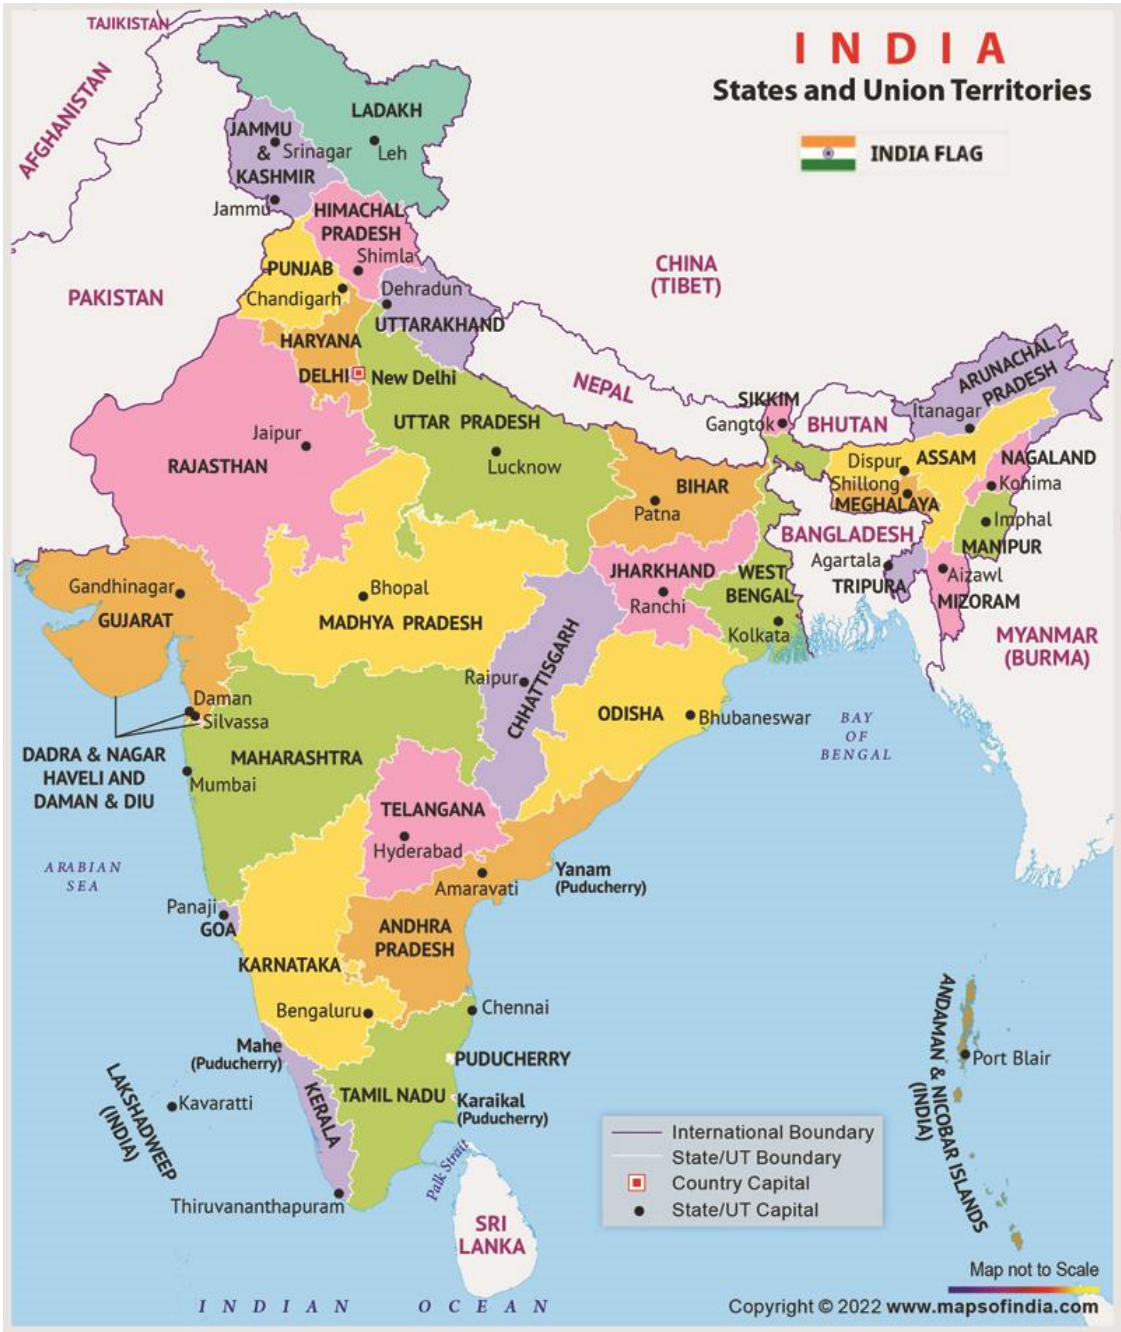 TAJIKISTAN
AFGHANISTAN
INDIA
States and Union Territories
INDIA FLAG
LADAKH
Leh
JAMMU
&
KASHMIR
Srinagar
Jammu
HIMACHAL
PRADESH
Shimla
PUNJAB
Chandigarh
Dehradun
UTTARAKHAND
CHINA
(TIBET)
PAKISTAN
HARYANA
DELHI
New Delhi
NEPAL
ARUNACHAL
PRADESH
Itanagar
SIKKIM
Gangtok
BHUTAN
UTTAR PRADESH
Lucknow
Jaipur
RAJASTHAN
BIHAR
Patna
Dispur
ASSAM
NAGALAND
Kohima
Shillong
MEGHALAYA
Imphal
MANIPUR
BANGLADESH
Agartala
TRIPURA
Aizawl
MIZORAM
MYANMAR
(BURMA)
Gandhinagar
GUJARAT
Bhopal
MADHYA PRADESH
JHARKHAND
Ranchi
WEST
BENGAL
Kolkata
CHHATTISGARH
Raipur
ODISHA
Bhubaneswar
BAY
OF
BENGAL
Daman
Silvassa
DADRA & NAGAR
HAVELI AND
DAMAN & DIU
MAHARASHTRA
Mumbai
TELANGANA
Hyderabad
ARABIAN
SEA
Amaravati
Yanam
(Puducherry)
Panaji
GOA
ANDHRA
PRADESH
KARNATAKA
Bengaluru
Chennai
Mahe
(Puducherry)
PUDUCHERRY
KERALA
TAMIL NADU
Karaikal
(Puducherry)
LAKSHADWEEP
(INDIA)
Kavaratti
Thiruvananthapuram
Palk Strait
SRI
LANKA
ANDAMAN & NICOBAR ISLANDS
(INDIA)
Port Blair
International Boundary
State/UT Boundary
Country Capital
State/UT Capital
INDIAN OCEAN
Map not to Scale
Copyright © 2022 www.mapsofindia.com